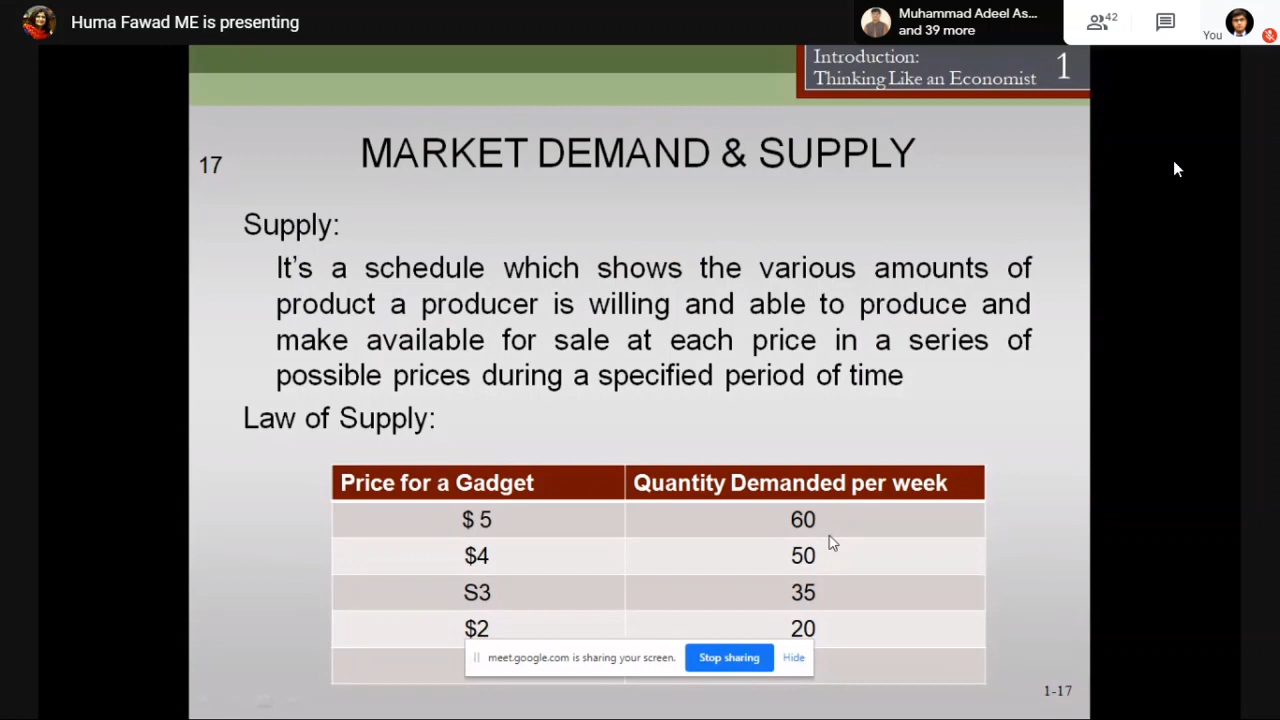 Huma Fawad ME is presenting
Muhammad Adeel As...
and 39 more
42
You
Introduction:
Thinking Like an Economist
1
17
MARKET DEMAND & SUPPLY
Supply:
It’s a schedule which shows the various amounts of
product a producer is willing and able to produce and
make available for sale at each price in a series of
possible prices during a specified period of time
Law of Supply:
Price for a Gadget Quantity Demanded per week
$ 5 60
$4 50
S3 35
$2 20
meet.google.com is sharing your screen. Stop sharing Hide
1-17